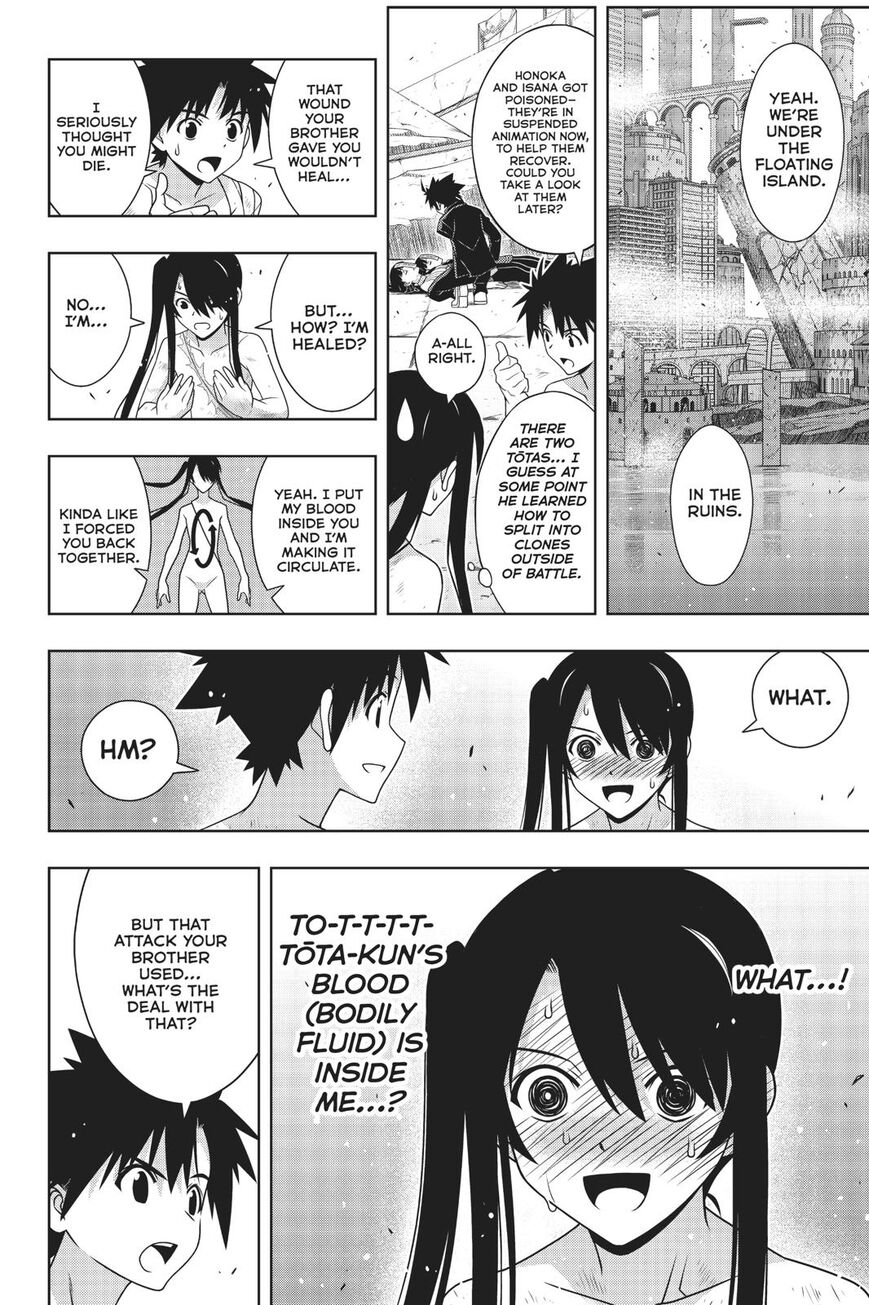 YEAH.
WE'RE
UNDER
THE
FLOATING
ISLAND.
IN THE
RUINS.
HONOKA
AND ISANA GOT
POISONED—
THEY'RE IN
SUSPENDED
ANIMATION NOW,
TO HELP THEM
RECOVER.
COULD YOU
TAKE A LOOK
AT THEM
LATER?
A-ALL
RIGHT.
THERE
ARE TWO
TŌTAS... I
GUESS AT
SOME POINT
HE LEARNED
HOW TO
SPLIT INTO
CLONES
OUTSIDE
OF BATTLE.
THAT
WOUND
YOUR
BROTHER
GAVE YOU
WOULDN'T
HEAL...
I
SERIOUSLY
THOUGHT
YOU MIGHT
DIE.
BUT...
HOW? I'M
HEALED?
NO...
I'M...
YEAH. I PUT
MY BLOOD
INSIDE YOU
AND I'M
MAKING IT
CIRCULATE.
KINDA LIKE
I FORCED
YOU BACK
TOGETHER.
WHAT.
HM?
WHAT...!
TO-T-T-T-T-
TŌTA-KUN'S
BLOOD
(BODILY
FLUID) IS
INSIDE
ME...?
BUT THAT
ATTACK YOUR
BROTHER
USED...
WHAT'S THE
DEAL WITH
THAT?